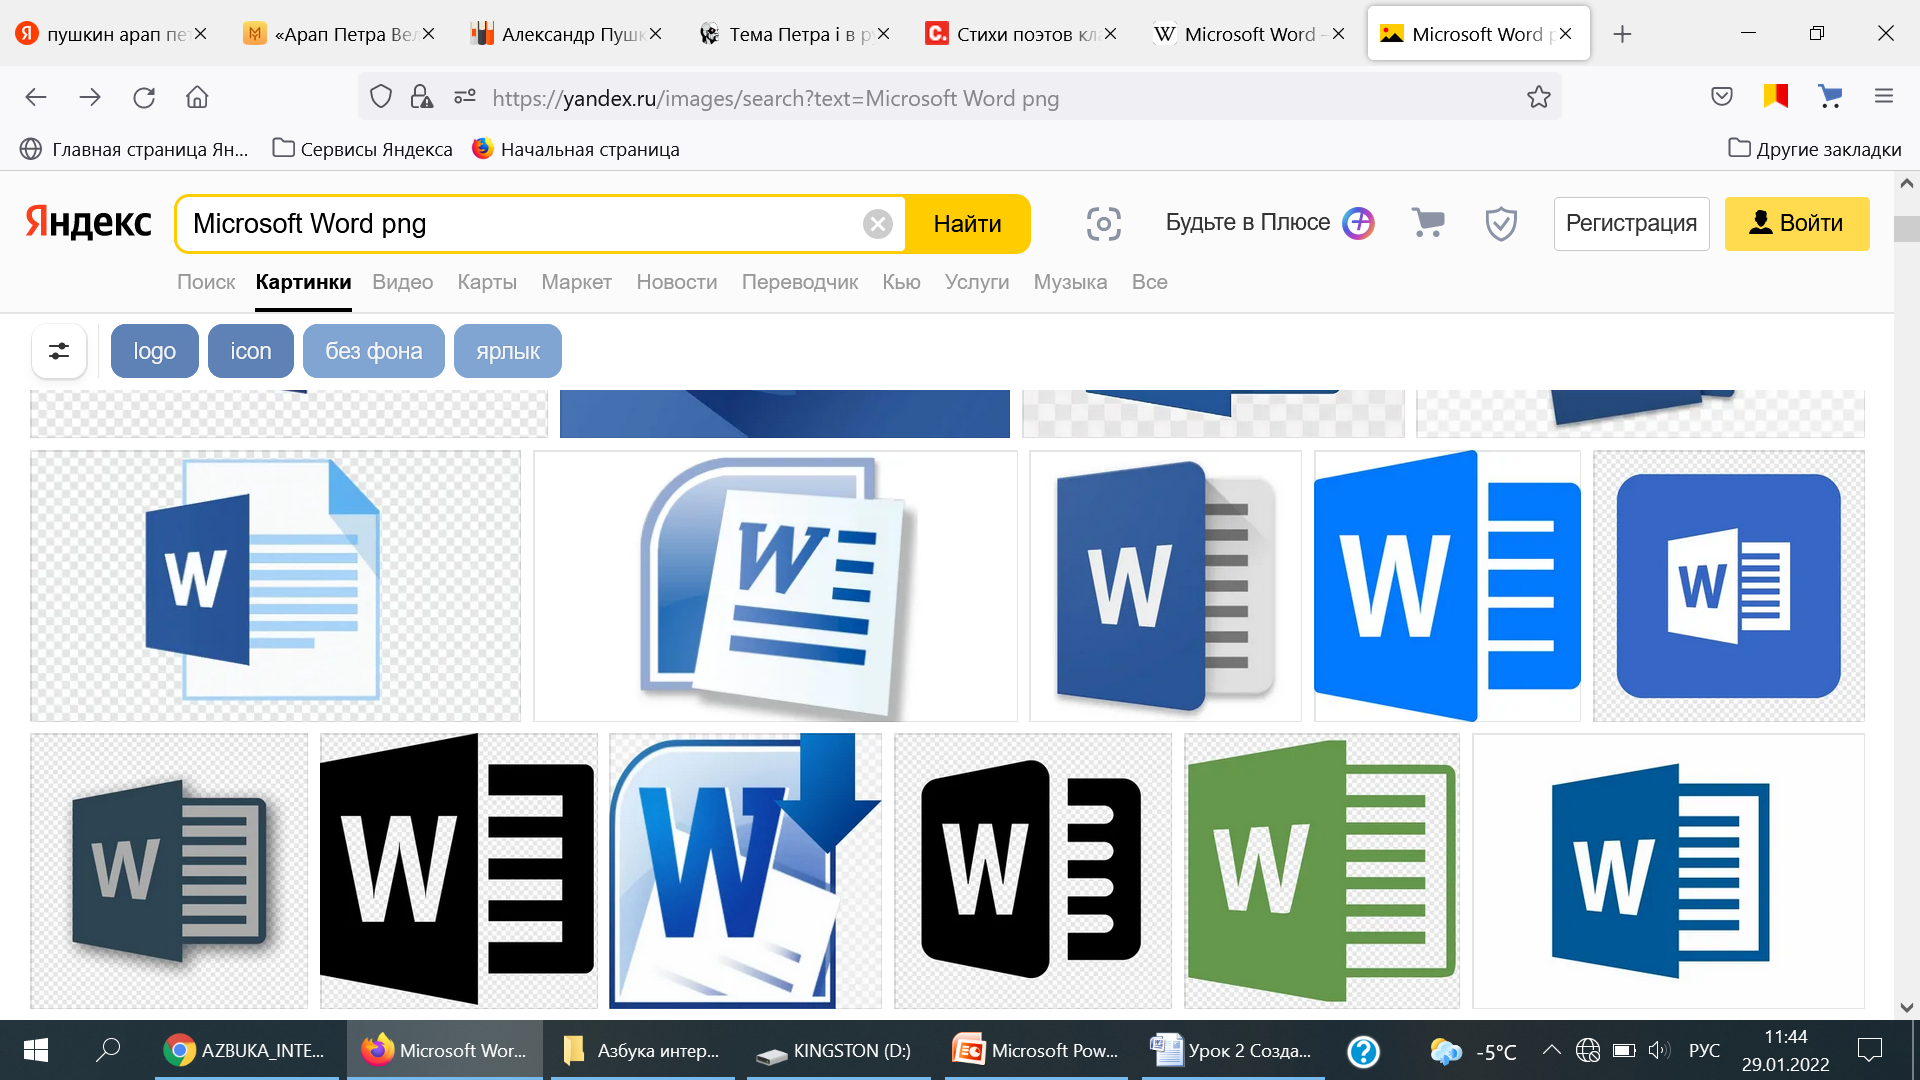 пушкин арап пе
«Арап Петра Вел
Александр Пушк
Тема Петра i в р
Стихи поэтов кла
Microsoft Word –
Microsoft Word p
https://yandex.ru/images/search?text=Microsoft Word png
Главная страница Ян...
Сервисы Яндекса
Начальная страница
Другие закладки
Яндекс
Microsoft Word png
Найти
Будьте в Плюсе
Регистрация
Войти
Поиск Картинки Видео Карты Маркет Новости Переводчик Кью Услуги Музыка Все
logo icon без фона ярлык
W W W W W
W W W W W W
AZBUKA_INTE...
Microsoft Wor...
Азбука интер...
KINGSTON (D:)
Microsoft Pow...
Урок 2 Созда...
-5°C
РУС
11:44
29.01.2022